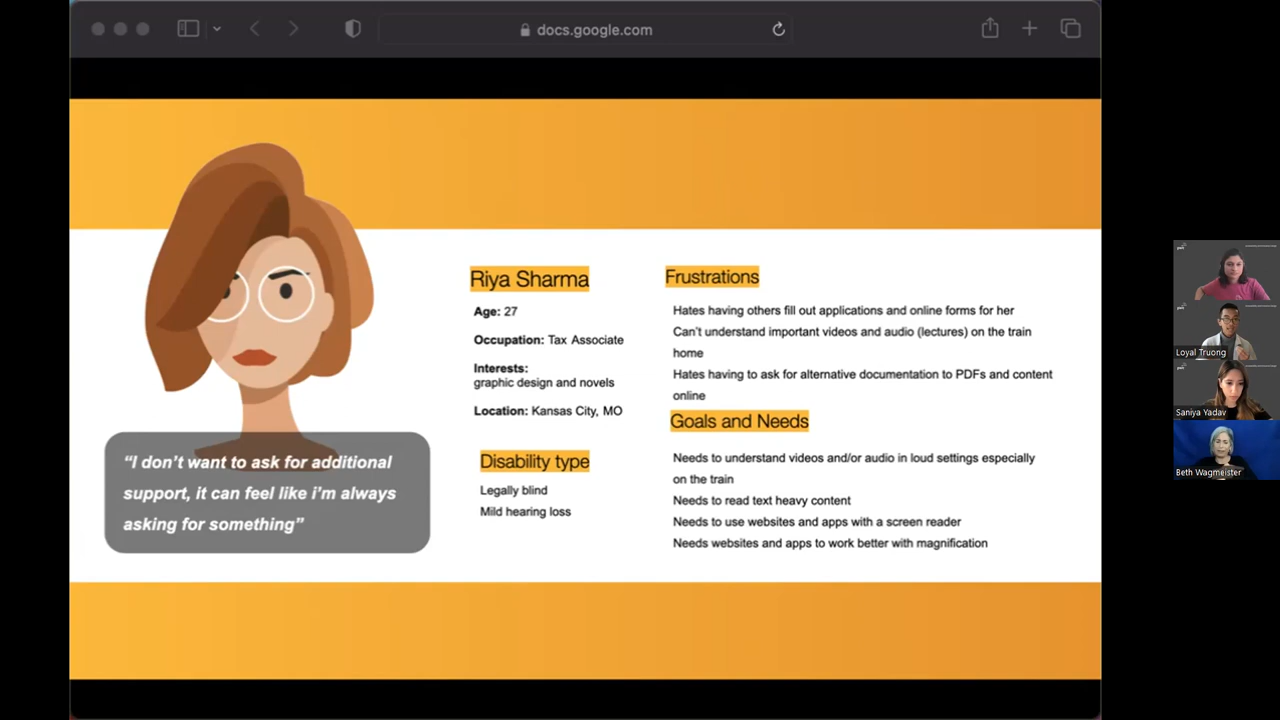 docs.google.com
Riya Sharma
Age: 27
Occupation: Tax Associate
Interests:
graphic design and novels
Location: Kansas City, MO
Disability type
Legally blind
Mild hearing loss
“I don’t want to ask for additional
support, it can feel like i’m always
asking for something”
Frustrations
Hates having others fill out applications and online forms for her
Can’t understand important videos and audio (lectures) on the train
home
Hates having to ask for alternative documentation to PDFs and content
online
Goals and Needs
Needs to understand videos and/or audio in loud settings especially
on the train
Needs to read text heavy content
Needs to use websites and apps with a screen reader
Needs websites and apps to work better with magnification
Loyal Truong
Saniya Yadav
Beth Wagmeister